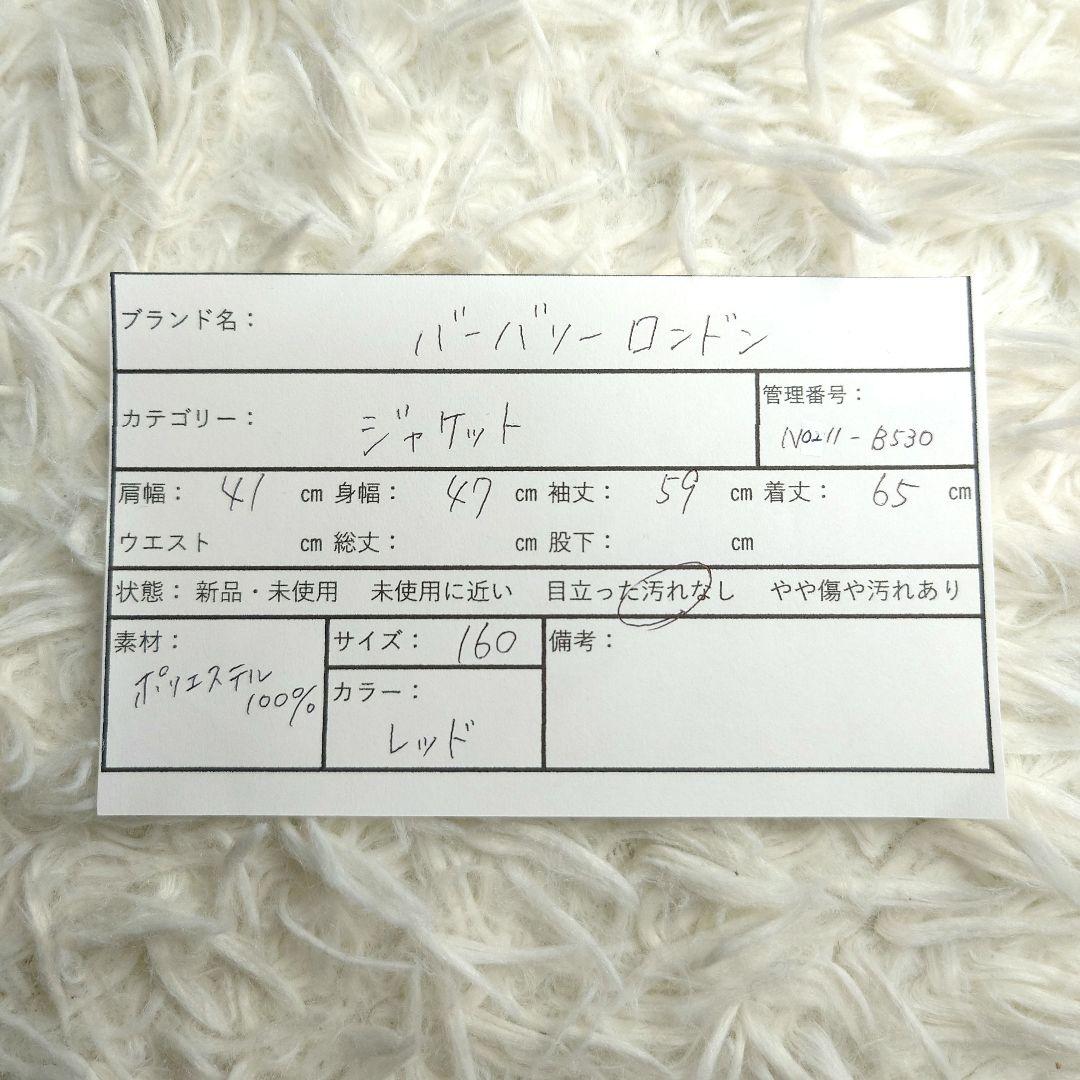 ブランド名： バーバリーロンドン
カテゴリー： ジャケット
管理番号：
No211-B530
肩幅： 41 cm 身幅： 47 cm 袖丈： 59 cm 着丈： 65 cm
ウエスト cm 総丈： cm 股下： cm
状態： 新品・未使用 未使用に近い 目立った汚れなし やや傷や汚れあり
素材：
ポリエステル
100%
サイズ： 160
カラー：
レッド
備考：